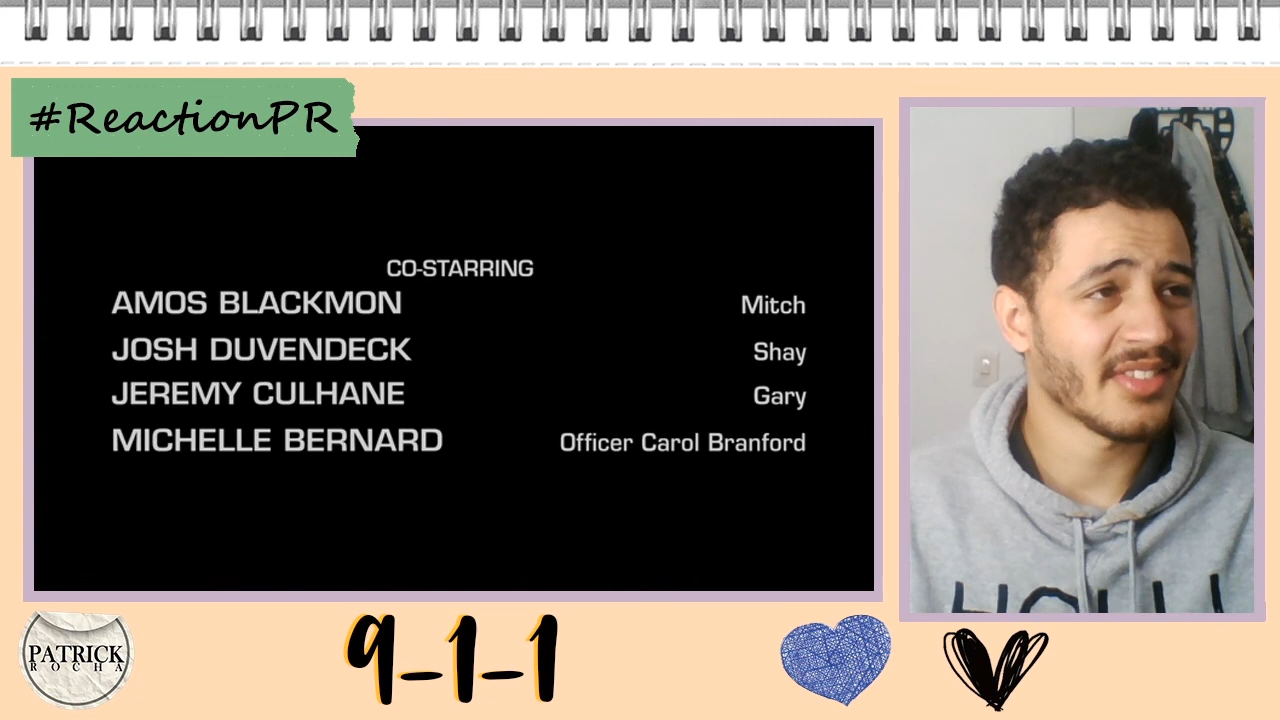 #ReactionPR
CO-STARRING
AMOS BLACKMON Mitch
JOSH DUVENDECK Shay
JEREMY CULHANE Gary
MICHELLE BERNARD Officer Carol Branford
PATRICK
ROCHA
9-1-1